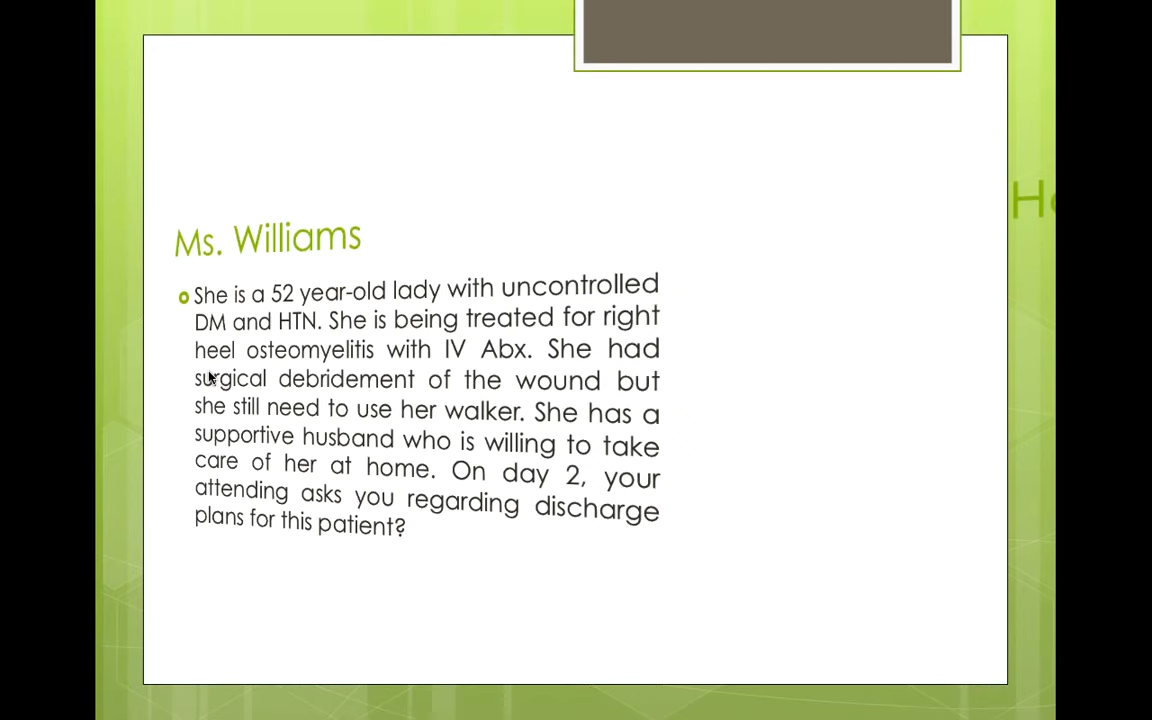 Ms. Williams
She is a 52 year-old lady with uncontrolled
DM and HTN. She is being treated for right
heel osteomyelitis with IV Abx. She had
surgical debridement of the wound but
she still need to use her walker. She has a
supportive husband who is willing to take
care of her at home. On day 2, your
attending asks you regarding discharge
plans for this patient?